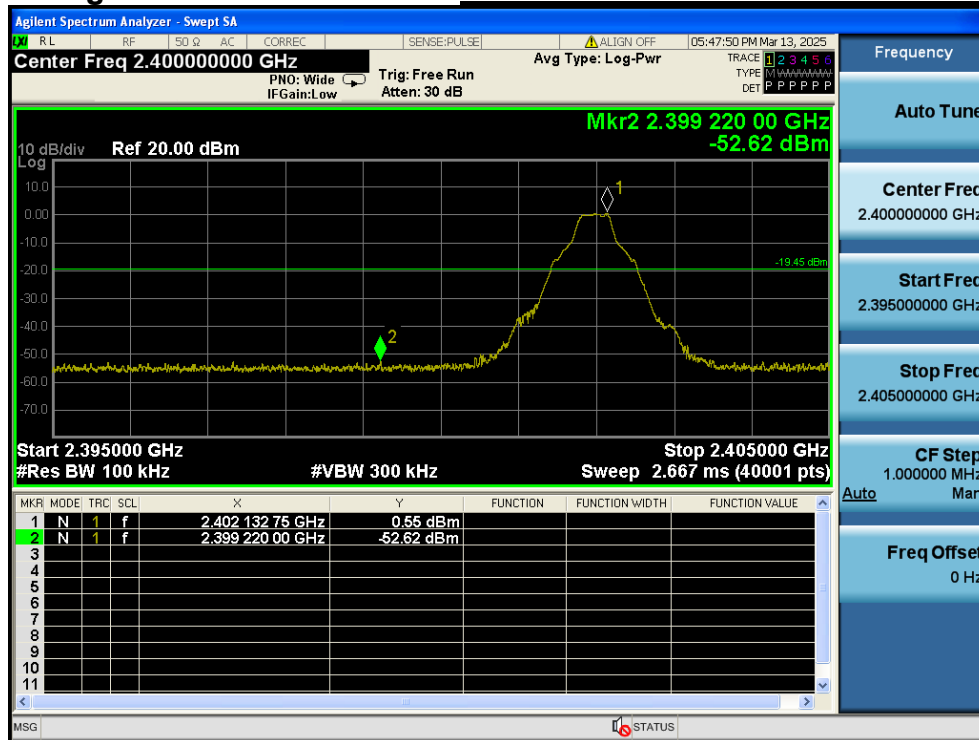 Agilent Spectrum Analyzer - Swept SA
LXI RL RF 50 Ω AC CORREC SENSE:PULSE ALIGN OFF 05:47:50 PM Mar 13, 2025
Center Freq 2.400000000 GHz
PNO: Wide
IFGain:Low
Trig: Free Run
Atten: 30 dB
Avg Type: Log-Pwr
TRACE 1 2 3 4 5 6
TYPE M WWWWW
DET P P P P P P
Mkr2 2.399 220 00 GHz
-52.62 dBm
10 dB/div Ref 20.00 dBm
Log
10.0
0.00
-10.0
-20.0
-30.0
-40.0
-50.0
-60.0
-70.0
1
-19.45 dBm
2
Start 2.395000 GHz Stop 2.405000 GHz
#Res BW 100 kHz #VBW 300 kHz Sweep 2.667 ms (40001 pts)
MKR MODE TRC SCL X Y FUNCTION FUNCTION WIDTH FUNCTION VALUE
1 N 1 f 2.402 132 75 GHz 0.55 dBm
2 N 1 f 2.399 220 00 GHz -52.62 dBm
3
4
5
6
7
8
9
10
11
MSG STATUS
Frequency
Auto Tune
Center Freq
2.400000000 GHz
Start Freq
2.395000000 GHz
Stop Freq
2.405000000 GHz
CF Step
1.000000 MHz
Auto Man
Freq Offset
0 Hz